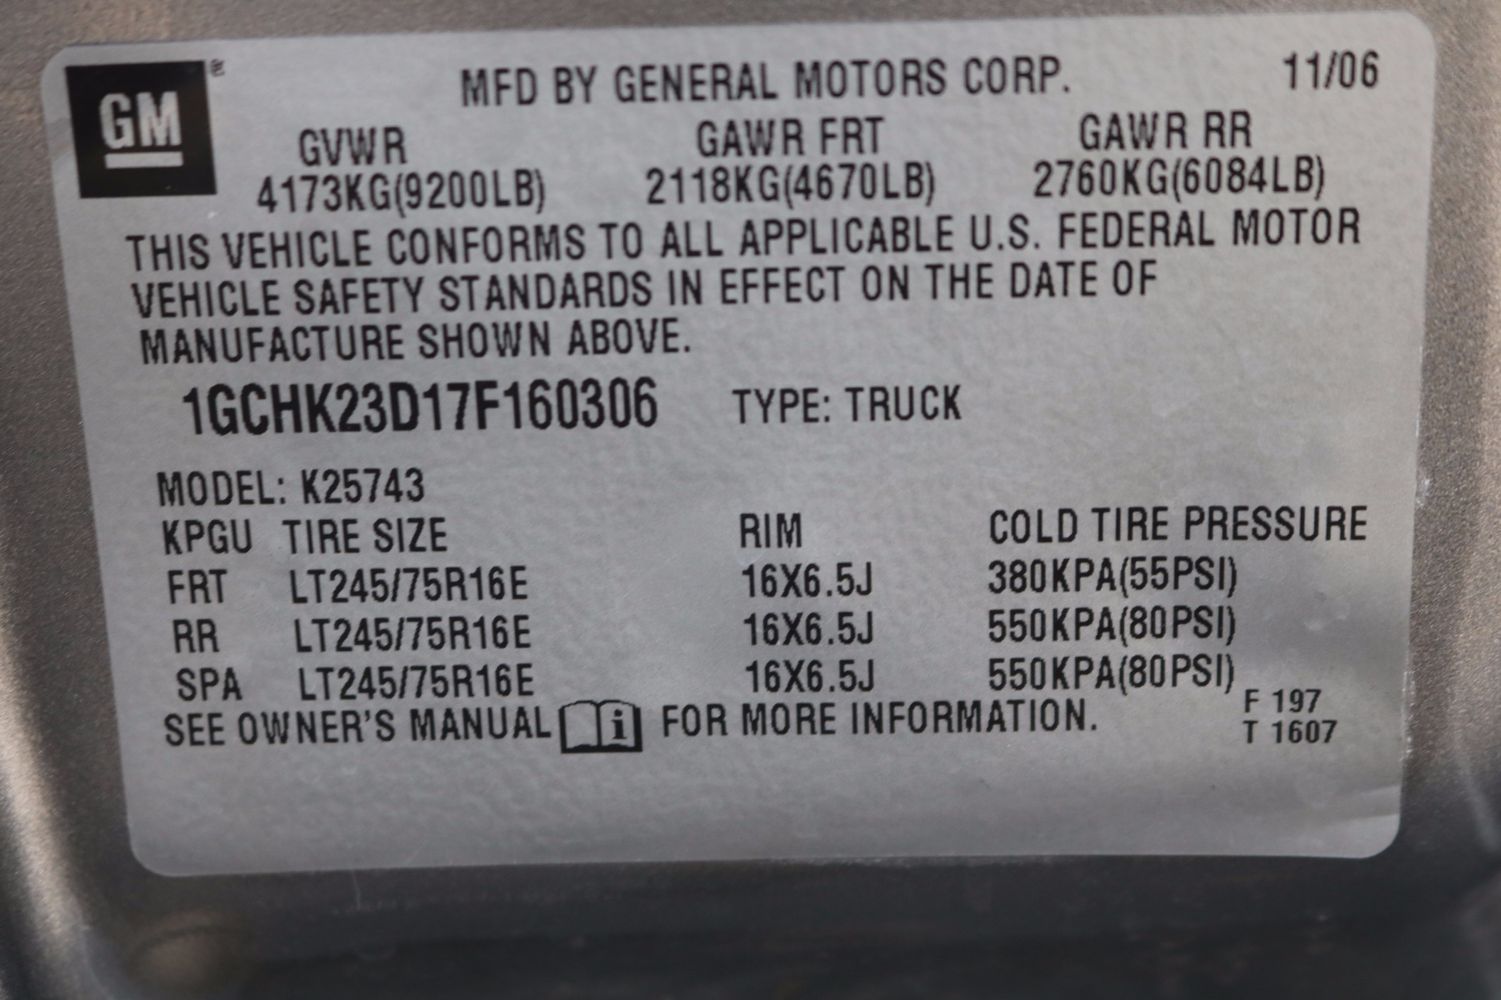 GM
MFD BY GENERAL MOTORS CORP. 11/06
GVWR GAWR FRT GAWR RR
4173KG(9200LB) 2118KG(4670LB) 2760KG(6084LB)
THIS VEHICLE CONFORMS TO ALL APPLICABLE U.S. FEDERAL MOTOR
VEHICLE SAFETY STANDARDS IN EFFECT ON THE DATE OF
MANUFACTURE SHOWN ABOVE.
1GCHK23D17F160306 TYPE: TRUCK
MODEL: K25743
KPGU TIRE SIZE RIM COLD TIRE PRESSURE
FRT LT245/75R16E 16X6.5J 380KPA(55PSI)
RR LT245/75R16E 16X6.5J 550KPA(80PSI)
SPA LT245/75R16E 16X6.5J 550KPA(80PSI)
SEE OWNER'S MANUAL i FOR MORE INFORMATION.
F 197
T 1607